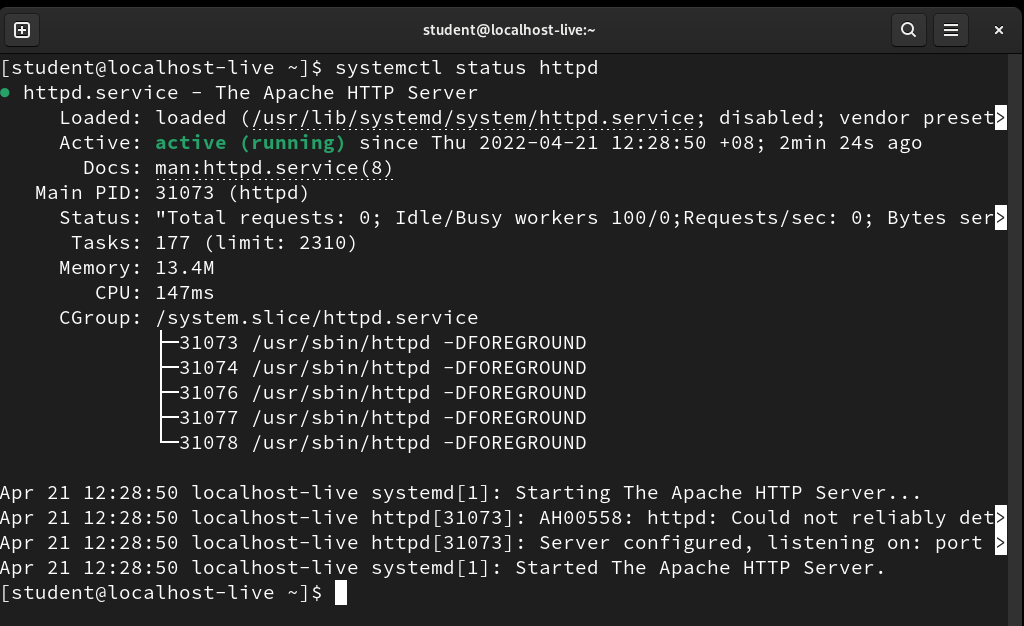 student@localhost-live:~
[student@localhost-live ~]$ systemctl status httpd
● httpd.service - The Apache HTTP Server
     Loaded: loaded (/usr/lib/systemd/system/httpd.service; disabled; vendor preset>
     Active: active (running) since Thu 2022-04-21 12:28:50 +08; 2min 24s ago
       Docs: man:httpd.service(8)
   Main PID: 31073 (httpd)
     Status: "Total requests: 0; Idle/Busy workers 100/0;Requests/sec: 0; Bytes ser>
      Tasks: 177 (limit: 2310)
     Memory: 13.4M
        CPU: 147ms
     CGroup: /system.slice/httpd.service
             ├─31073 /usr/sbin/httpd -DFOREGROUND
             ├─31074 /usr/sbin/httpd -DFOREGROUND
             ├─31076 /usr/sbin/httpd -DFOREGROUND
             ├─31077 /usr/sbin/httpd -DFOREGROUND
             └─31078 /usr/sbin/httpd -DFOREGROUND

Apr 21 12:28:50 localhost-live systemd[1]: Starting The Apache HTTP Server...
Apr 21 12:28:50 localhost-live httpd[31073]: AH00558: httpd: Could not reliably det>
Apr 21 12:28:50 localhost-live httpd[31073]: Server configured, listening on: port >
Apr 21 12:28:50 localhost-live systemd[1]: Started The Apache HTTP Server.
[student@localhost-live ~]$